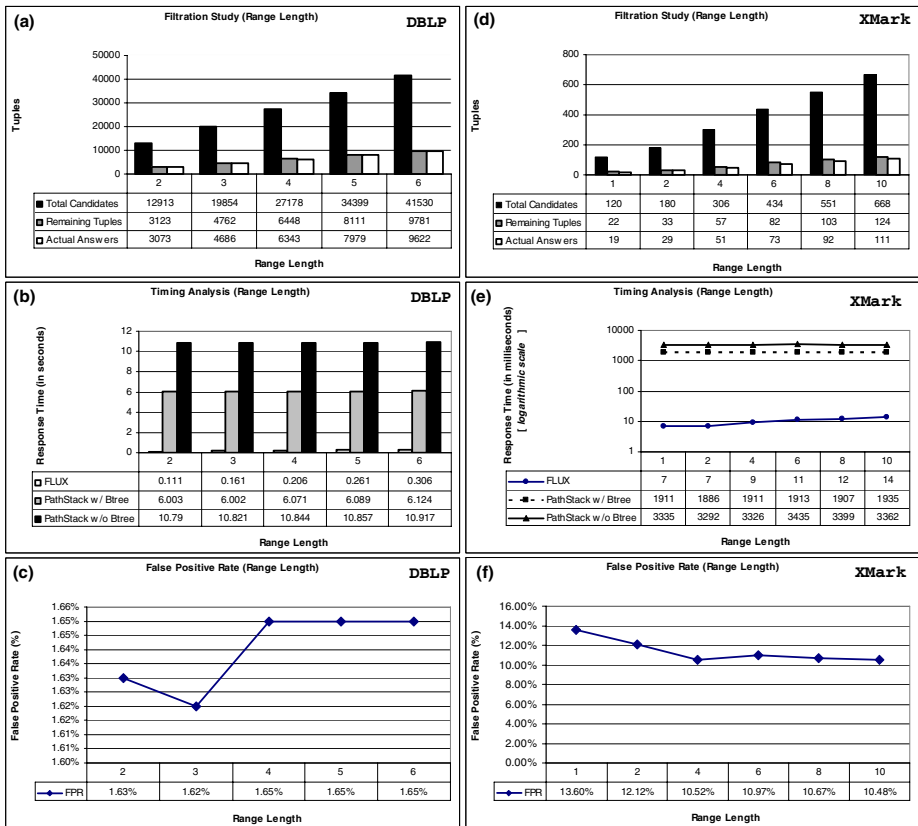 (a)
Filtration Study (Range Length)
DBLP
Tuples
50000
40000
30000
20000
10000
0
2 3 4 5 6
Total Candidates 12913 19854 27178 34399 41530
Remaining Tuples 3123 4762 6448 8111 9781
Actual Answers 3073 4686 6343 7979 9622
Range Length
(d)
Filtration Study (Range Length)
XMark
Tuples
800
600
400
200
0
1 2 4 6 8 10
Total Candidates 120 180 306 434 551 668
Remaining Tuples 22 33 57 82 103 124
Actual Answers 19 29 51 73 92 111
Range Length
(b)
Timing Analysis (Range Length)
DBLP
Response Time (in seconds)
12
10
8
6
4
2
0
2 3 4 5 6
FLUX 0.111 0.161 0.206 0.261 0.306
PathStack w/ Btree 6.003 6.002 6.071 6.089 6.124
PathStack w/o Btree 10.79 10.821 10.844 10.857 10.917
Range Length
(e)
Timing Analysis (Range Length)
XMark
Response Time (in milliseconds)
[ logarithmic scale ]
10000
1000
100
10
1
1 2 4 6 8 10
FLUX 7 7 9 11 12 14
PathStack w/ Btree 1911 1886 1911 1913 1907 1935
PathStack w/o Btree 3335 3292 3326 3435 3399 3362
Range Length
(c)
False Positive Rate (Range Length)
DBLP
False Positive Rate (%)
1.66%
1.65%
1.64%
1.63%
1.62%
1.61%
1.60%
2 3 4 5 6
FPR 1.63% 1.62% 1.65% 1.65% 1.65%
Range Length
(f)
False Positive Rate (Range Length)
XMark
False Positive Rate (%)
16.00%
14.00%
12.00%
10.00%
8.00%
6.00%
4.00%
2.00%
0.00%
1 2 4 6 8 10
FPR 13.60% 12.12% 10.52% 10.97% 10.67% 10.48%
Range Length